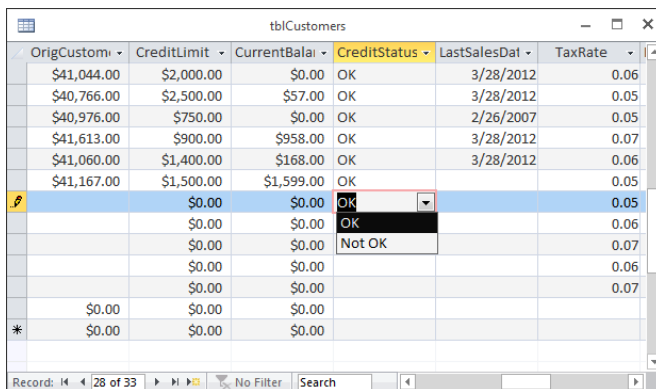 tblCustomers
OrigCustom CreditLimit CurrentBalai CreditStatus LastSalesDat TaxRate
$41,044.00 $2,000.00 $0.00 OK 3/28/2012 0.06
$40,766.00 $2,500.00 $57.00 OK 3/28/2012 0.05
$40,976.00 $750.00 $0.00 OK 2/26/2007 0.05
$41,613.00 $900.00 $958.00 OK 3/28/2012 0.07
$41,060.00 $1,400.00 $168.00 OK 3/28/2012 0.06
$41,167.00 $1,500.00 $1,599.00 OK 0.05
$0.00 $0.00 OK 0.05
$0.00 $0.00 OK 0.06
$0.00 $0.00 Not OK 0.07
$0.00 $0.00 0.06
$0.00 $0.00 0.07
$0.00 $0.00 $0.00
$0.00 $0.00 $0.00
Record: 28 of 33 No Filter Search